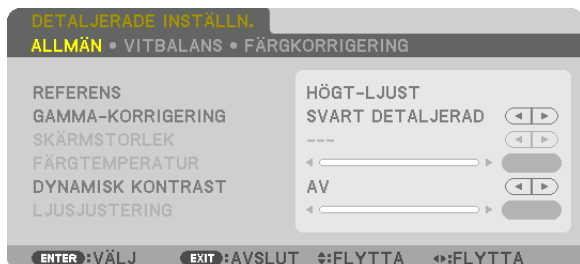 DETALJERADE INSTÄLLN.
ALLMÄN • VITBALANS • FÄRGKORRIGERING
REFERENS HÖGT-LJUST
GAMMA-KORRIGERING SVART DETALJERAD
SKÄRMSTORLEK ---
FÄRGTEMPERATUR
DYNAMISK KONTRAST AV
LJUSJUSTERING
ENTER:VÄLJ EXIT:AVSLUT :FLYTTA :FLYTTA